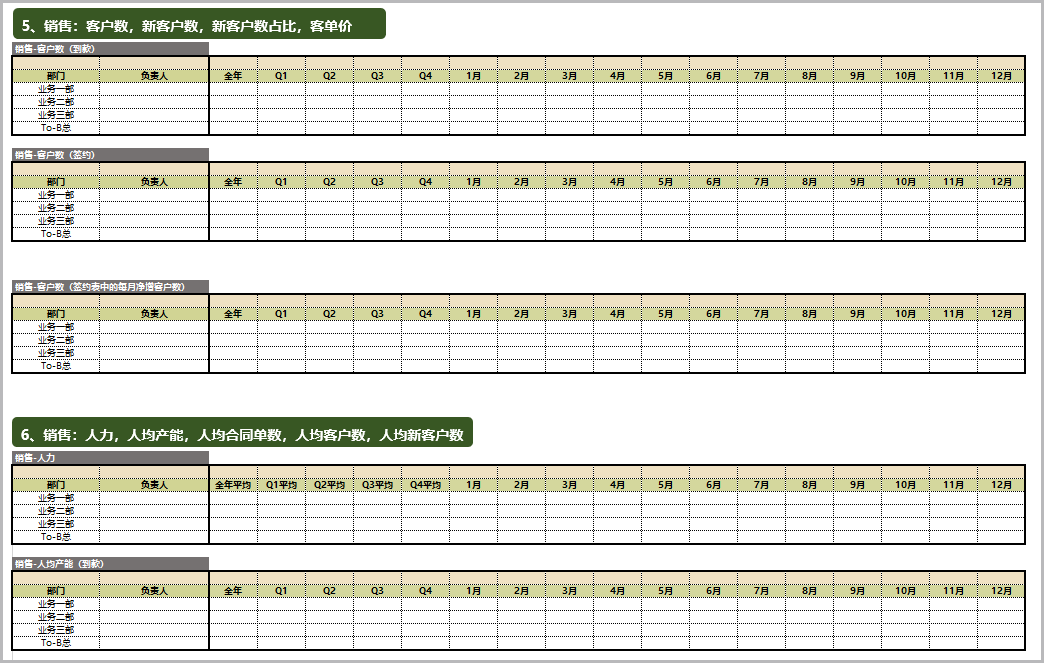 5、销售：客户数，新客户数，新客户数占比，客单价
销售-客户数（到款）
部门 负责人 全年 Q1 Q2 Q3 Q4 1月 2月 3月 4月 5月 6月 7月 8月 9月 10月 11月 12月
业务一部
业务二部
业务三部
To-B总
销售-客户数（签约）
部门 负责人 全年 Q1 Q2 Q3 Q4 1月 2月 3月 4月 5月 6月 7月 8月 9月 10月 11月 12月
业务一部
业务二部
业务三部
To-B总
销售-客户数（签约表中的每月净增客户数）
部门 负责人 全年 Q1 Q2 Q3 Q4 1月 2月 3月 4月 5月 6月 7月 8月 9月 10月 11月 12月
业务一部
业务二部
业务三部
To-B总
6、销售：人力，人均产能，人均合同单数，人均客户数，人均新客户数
销售-人力
部门 负责人 全年平均 Q1平均 Q2平均 Q3平均 Q4平均 1月 2月 3月 4月 5月 6月 7月 8月 9月 10月 11月 12月
业务一部
业务二部
业务三部
To-B总
销售-人均产能（到款）
部门 负责人 全年 Q1 Q2 Q3 Q4 1月 2月 3月 4月 5月 6月 7月 8月 9月 10月 11月 12月
业务一部
业务二部
业务三部
To-B总